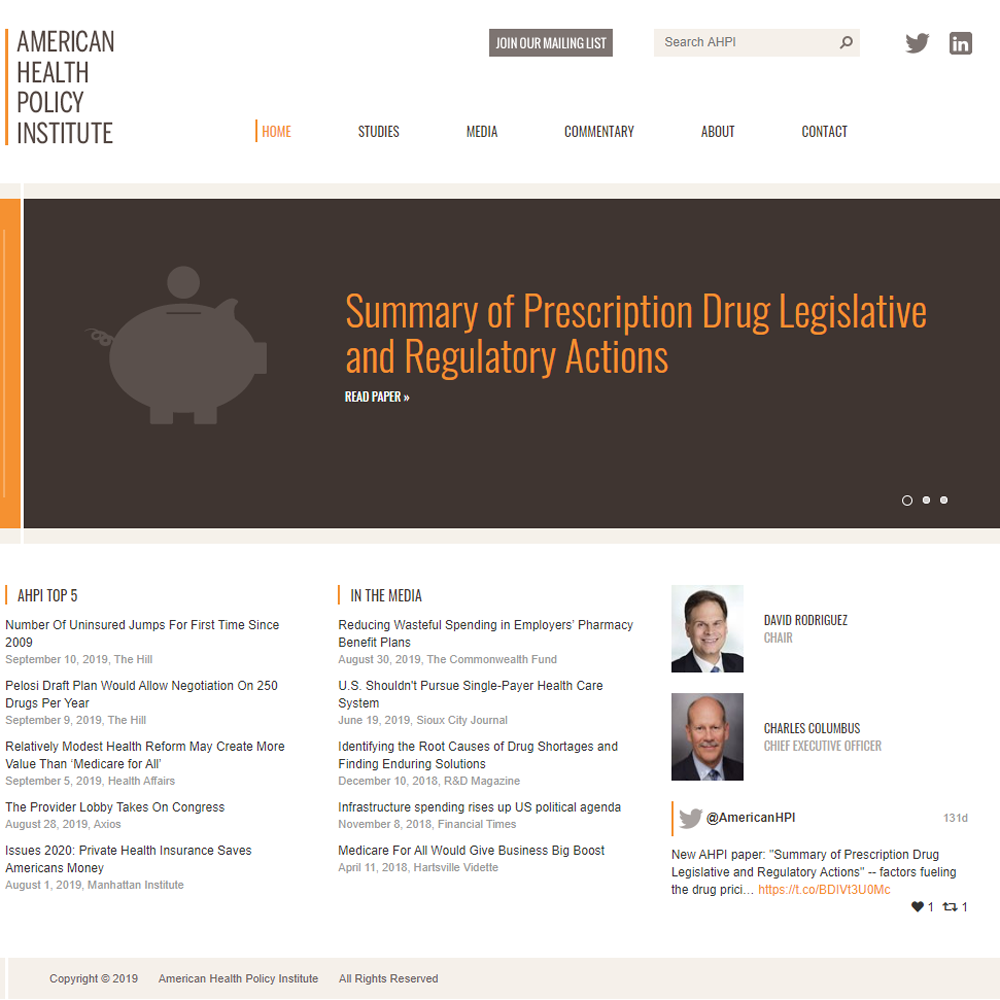 AMERICAN
HEALTH
POLICY
INSTITUTE
JOIN OUR MAILING LIST
Search AHPI
HOME
STUDIES
MEDIA
COMMENTARY
ABOUT
CONTACT
Summary of Prescription Drug Legislative
and Regulatory Actions
READ PAPER »
AHPI TOP 5
Number Of Uninsured Jumps For First Time Since
2009
September 10, 2019, The Hill
Pelosi Draft Plan Would Allow Negotiation On 250
Drugs Per Year
September 9, 2019, The Hill
Relatively Modest Health Reform May Create More
Value Than ‘Medicare for All’
September 5, 2019, Health Affairs
The Provider Lobby Takes On Congress
August 28, 2019, Axios
Issues 2020: Private Health Insurance Saves
Americans Money
August 1, 2019, Manhattan Institute
IN THE MEDIA
Reducing Wasteful Spending in Employers’ Pharmacy
Benefit Plans
August 30, 2019, The Commonwealth Fund
U.S. Shouldn't Pursue Single-Payer Health Care
System
June 19, 2019, Sioux City Journal
Identifying the Root Causes of Drug Shortages and
Finding Enduring Solutions
December 10, 2018, R&D Magazine
Infrastructure spending rises up US political agenda
November 8, 2018, Financial Times
Medicare For All Would Give Business Big Boost
April 11, 2018, Hartsville Vidette
DAVID RODRIGUEZ
CHAIR
CHARLES COLUMBUS
CHIEF EXECUTIVE OFFICER
@AmericanHPI 131d
New AHPI paper: "Summary of Prescription Drug
Legislative and Regulatory Actions" -- factors fueling
the drug prici… https://t.co/BDIVt3U0Mc
1 1
Copyright © 2019 American Health Policy Institute All Rights Reserved